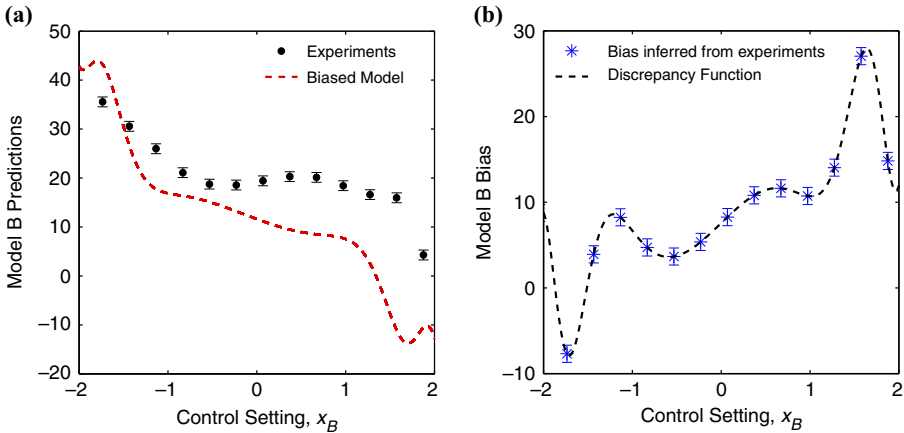 (a)
50
40
30
20
10
0
−10
−20
Model B Predictions
Experiments
Biased Model
−2
−1
0
1
2
Control Setting, x_B
(b)
30
20
10
0
−10
Model B Bias
Bias inferred from experiments
Discrepancy Function
−2
−1
0
1
2
Control Setting, x_B